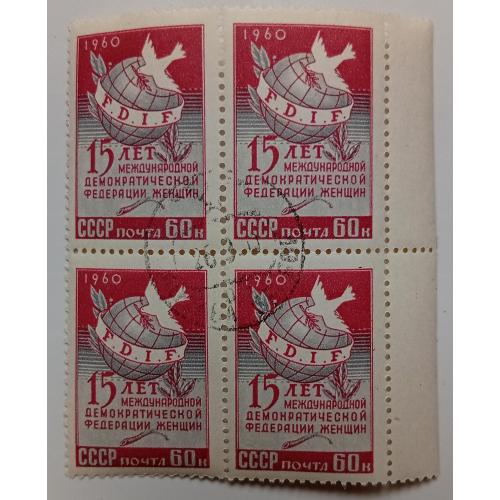 1960
F.D.I.F.
15 ЛЕТ
МЕЖДУНАРОДНОЙ
ДЕМОКРАТИЧЕСКОЙ
ФЕДЕРАЦИИ ЖЕНЩИН
СССР ПОЧТА 60к
1960
F.D.I.F.
15 ЛЕТ
МЕЖДУНАРОДНОЙ
ДЕМОКРАТИЧЕСКОЙ
ФЕДЕРАЦИИ ЖЕНЩИН
СССР ПОЧТА 60к
1960
F.D.I.F.
15 ЛЕТ
МЕЖДУНАРОДНОЙ
ДЕМОКРАТИЧЕСКОЙ
ФЕДЕРАЦИИ ЖЕНЩИН
СССР ПОЧТА 60к
1960
F.D.I.F.
15 ЛЕТ
МЕЖДУНАРОДНОЙ
ДЕМОКРАТИЧЕСКОЙ
ФЕДЕРАЦИИ ЖЕНЩИН
СССР ПОЧТА 60к